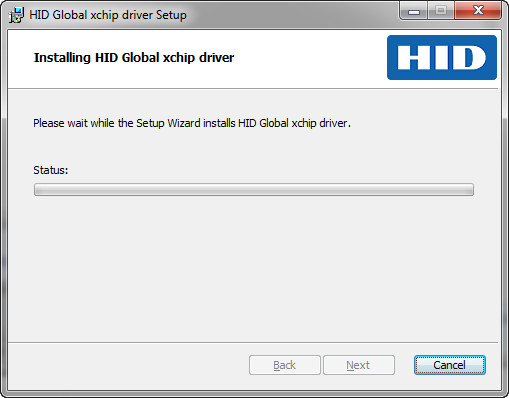 HID Global xchip driver Setup
Installing HID Global xchip driver
HID
Please wait while the Setup Wizard installs HID Global xchip driver.
Status:
Back
Next
Cancel